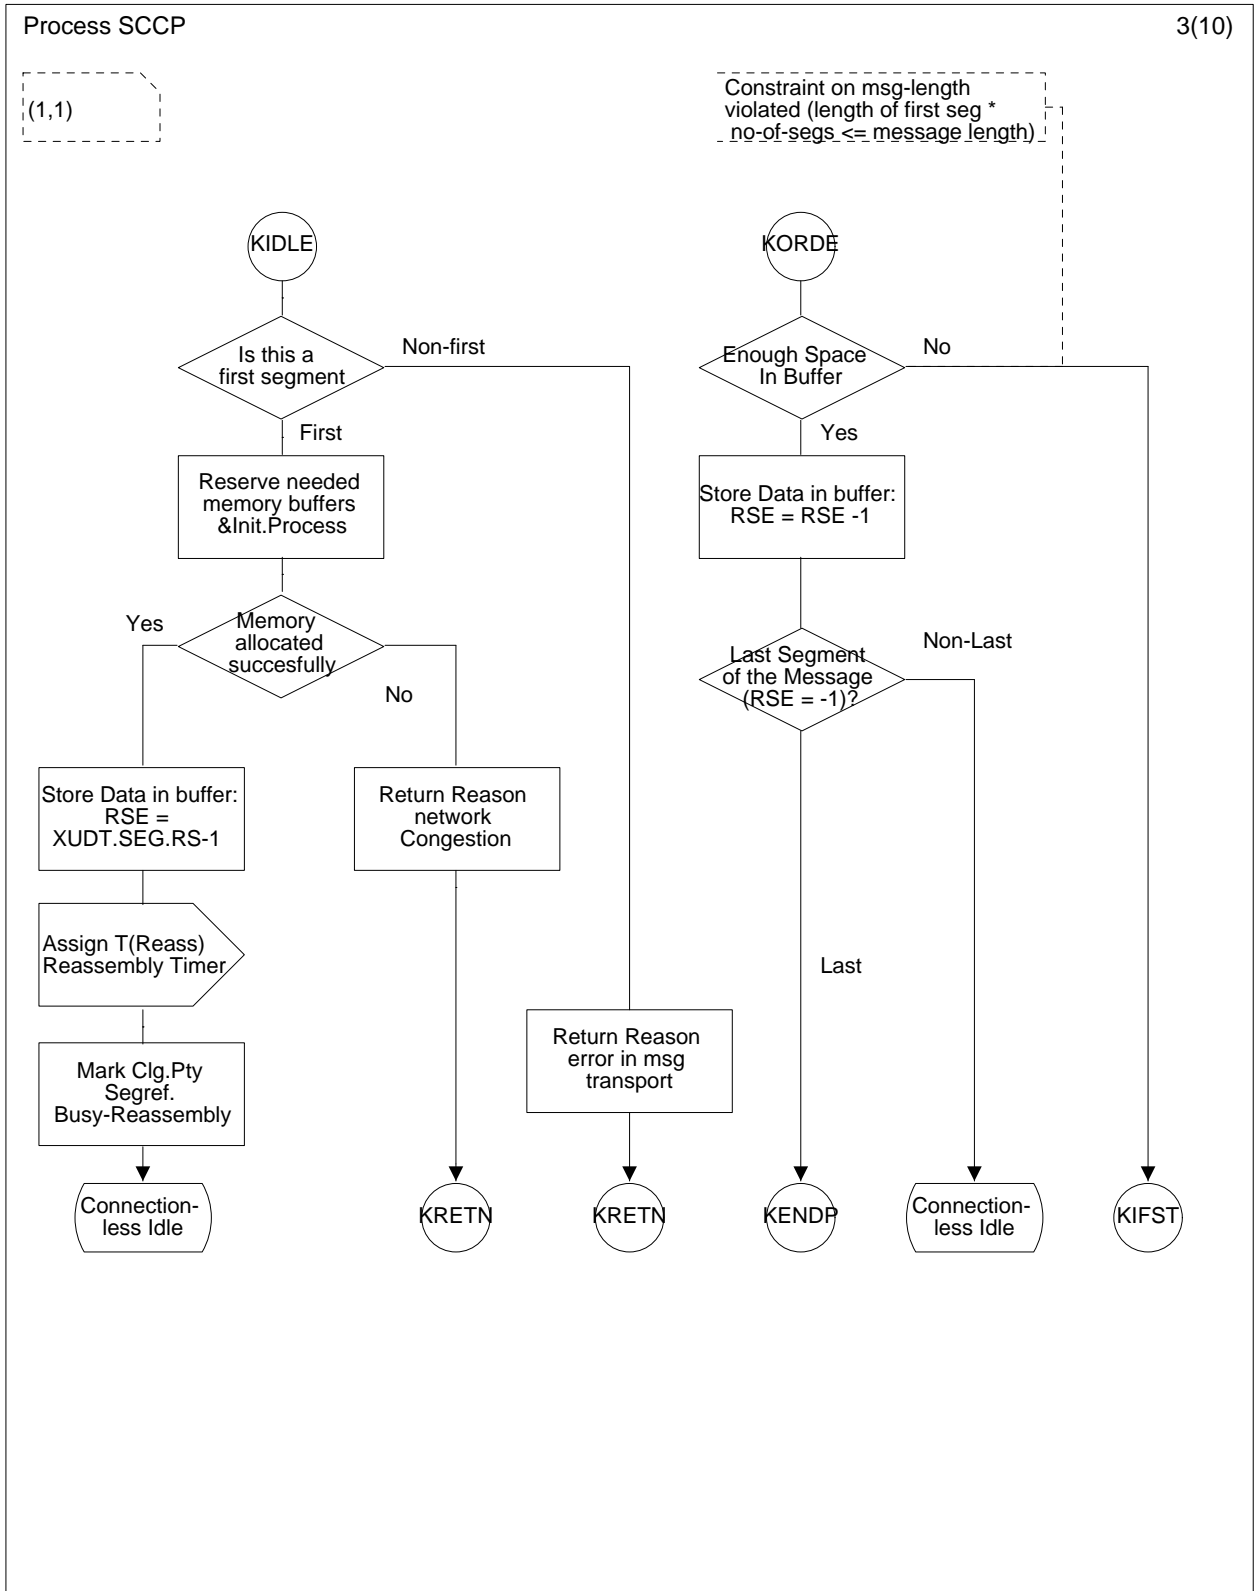 Process SCCP
3(10)
(1,1)
Constraint on msg-length
violated (length of first seg *
no-of-segs <= message length)
KIDLE
KORDE
Is this a
first segment
Non-first
Enough Space
In Buffer
No
First
Yes
Reserve needed
memory buffers
&Init.Process
Store Data in buffer:
RSE = RSE -1
Yes
Memory
allocated
succesfully
No
Last Segment
of the Message
(RSE = -1)?
Non-Last
Store Data in buffer:
RSE =
XUDT.SEG.RS-1
Return Reason
network
Congestion
Assign T(Reass)
Reassembly Timer
Last
Mark Clg.Pty
Segref.
Busy-Reassembly
Return Reason
error in msg
transport
Connection-
less Idle
KRETN
KRETN
KENDP
Connection-
less Idle
KIFST